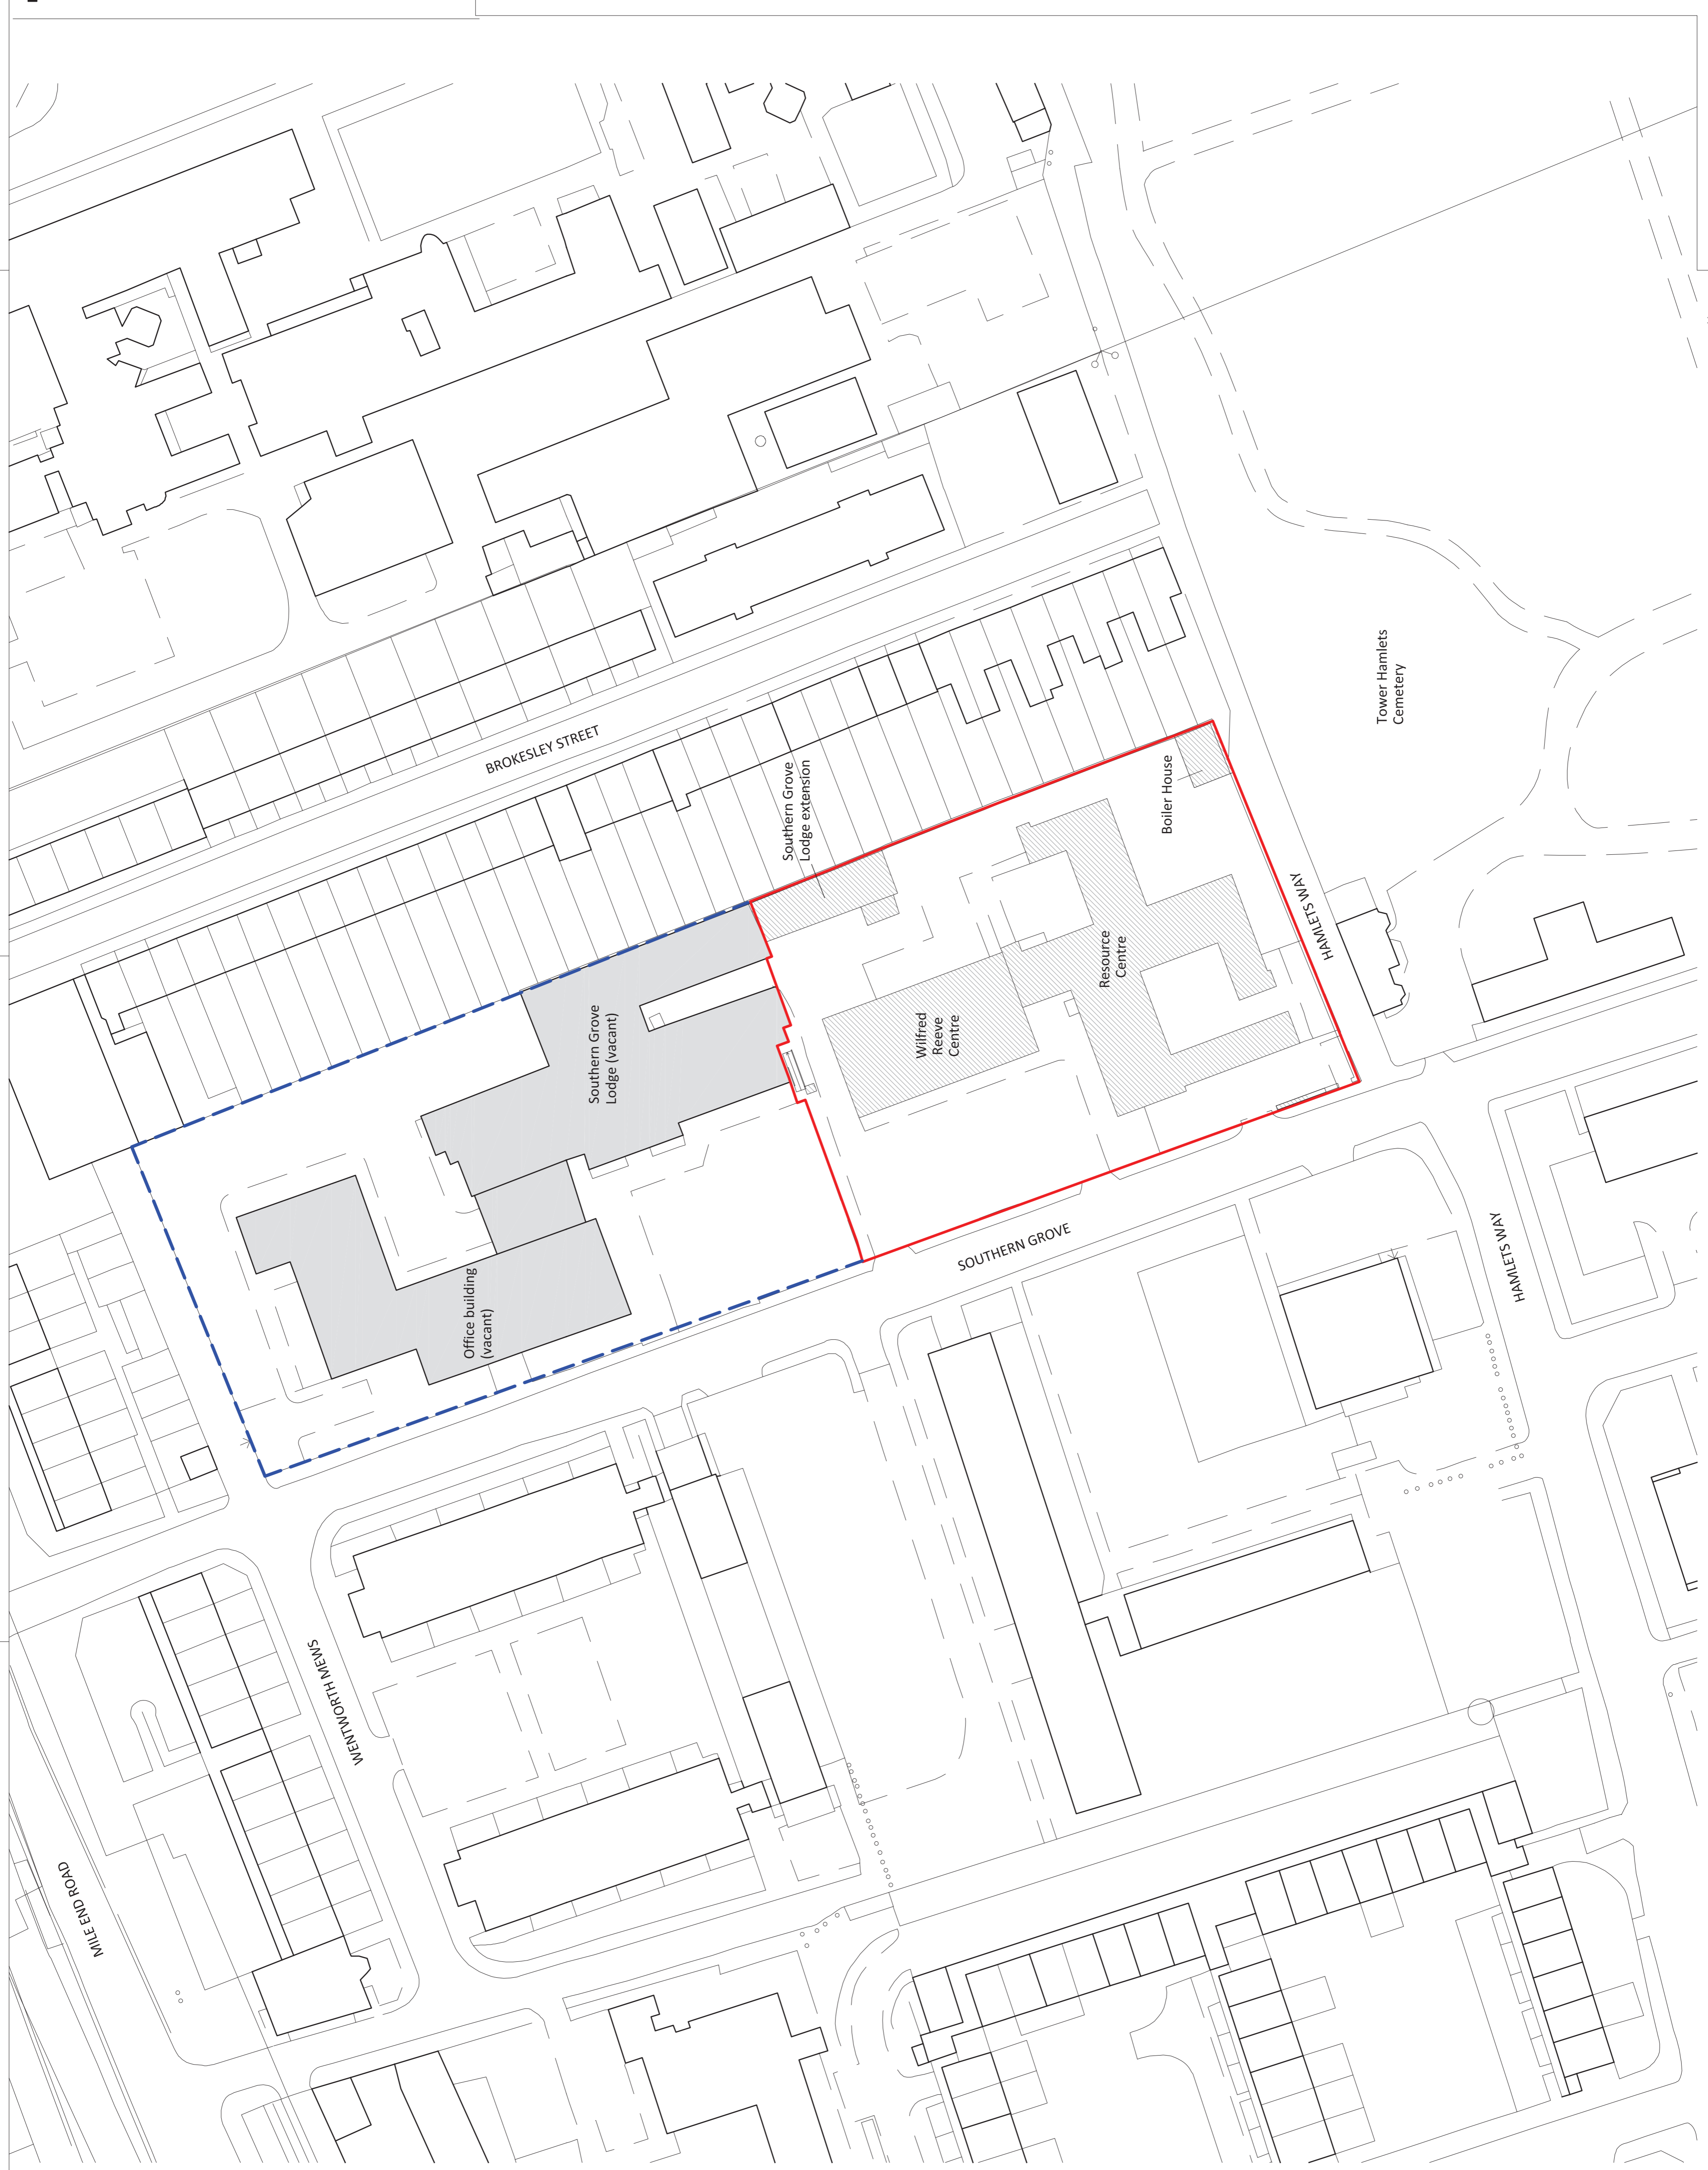 BROKESLEY STREET
Southern Grove
Lodge extension
Boiler House
Tower Hamlets
Cemetery
HAMLETS WAY
Resource
Centre
Wilfred
Reeve
Centre
Southern Grove
Lodge (vacant)
Office building
(vacant)
SOUTHERN GROVE
HAMLETS WAY
WENTWORTH MEWS
MILE END ROAD